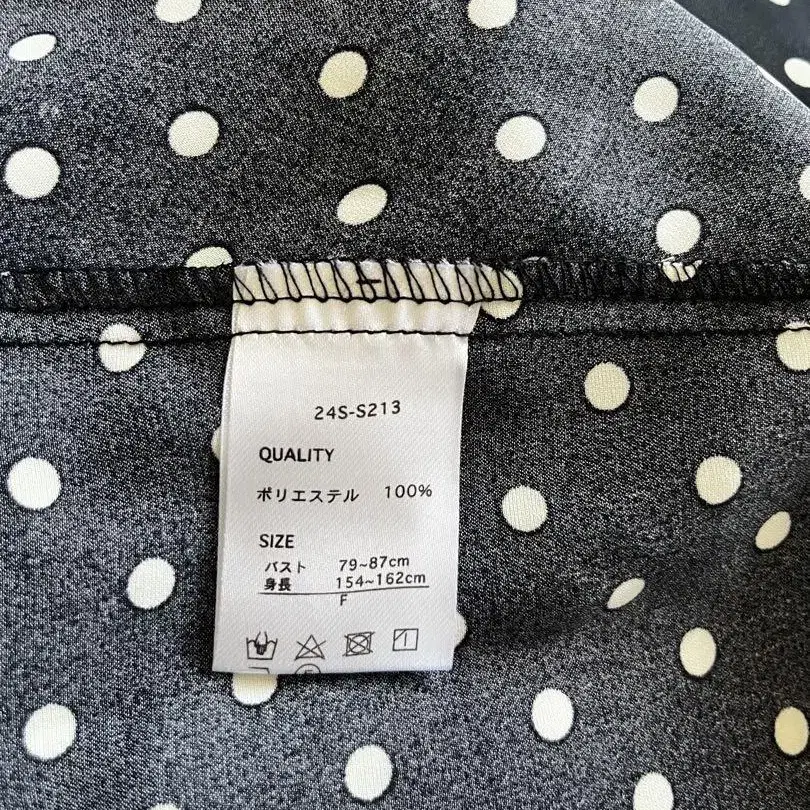 24S-S213
QUALITY
ポリエステル 100%
SIZE
バスト 79~87cm
身長 154~162cm
F